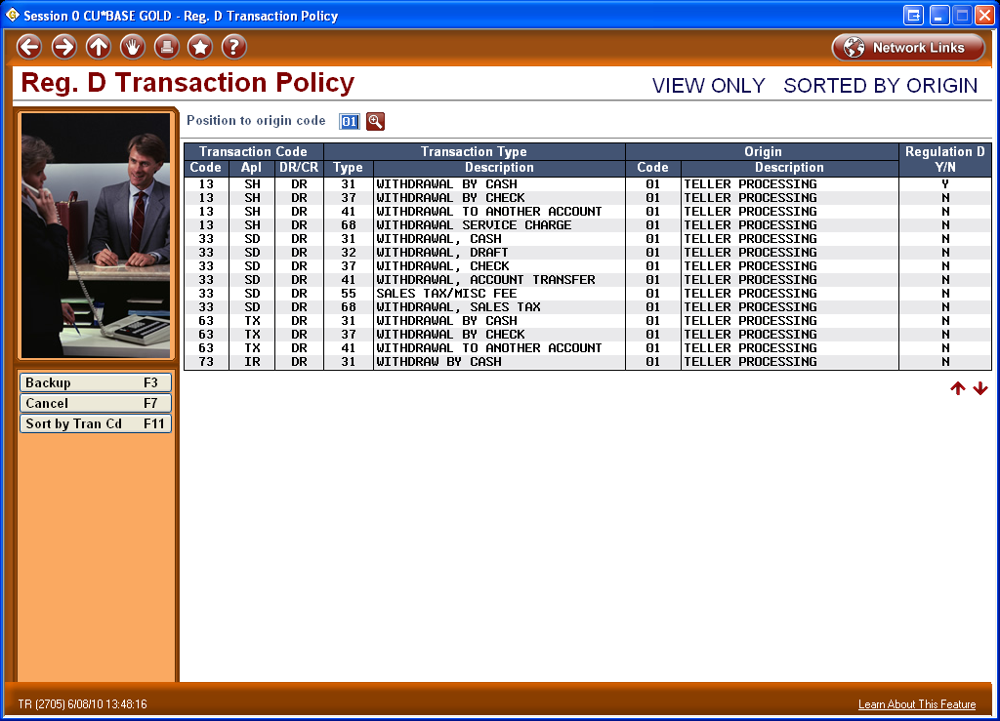 Session 0 CU*BASE GOLD - Reg. D Transaction Policy
Network Links
Reg. D Transaction Policy VIEW ONLY SORTED BY ORIGIN
Position to origin code 01
Transaction Code Transaction Type Origin Regulation D
Code Apl DR/CR Type Description Code Description Y/N
13 SH DR 31 WITHDRAWAL BY CASH 01 TELLER PROCESSING Y
13 SH DR 37 WITHDRAWAL BY CHECK 01 TELLER PROCESSING N
13 SH DR 41 WITHDRAWAL TO ANOTHER ACCOUNT 01 TELLER PROCESSING N
13 SH DR 68 WITHDRAWAL SERVICE CHARGE 01 TELLER PROCESSING N
33 SD DR 31 WITHDRAWAL, CASH 01 TELLER PROCESSING N
33 SD DR 32 WITHDRAWAL, DRAFT 01 TELLER PROCESSING N
33 SD DR 37 WITHDRAWAL, CHECK 01 TELLER PROCESSING N
33 SD DR 41 WITHDRAWAL, ACCOUNT TRANSFER 01 TELLER PROCESSING N
33 SD DR 55 SALES TAX/MISC FEE 01 TELLER PROCESSING N
33 SD DR 68 WITHDRAWAL, SALES TAX 01 TELLER PROCESSING N
63 TX DR 31 WITHDRAWAL BY CASH 01 TELLER PROCESSING N
63 TX DR 37 WITHDRAWAL BY CHECK 01 TELLER PROCESSING N
63 TX DR 41 WITHDRAWAL TO ANOTHER ACCOUNT 01 TELLER PROCESSING N
73 IR DR 31 WITHDRAW BY CASH 01 TELLER PROCESSING N
Backup F3
Cancel F7
Sort by Tran Cd F11
TR (2705) 6/08/10 13:48:16
Learn About This Feature